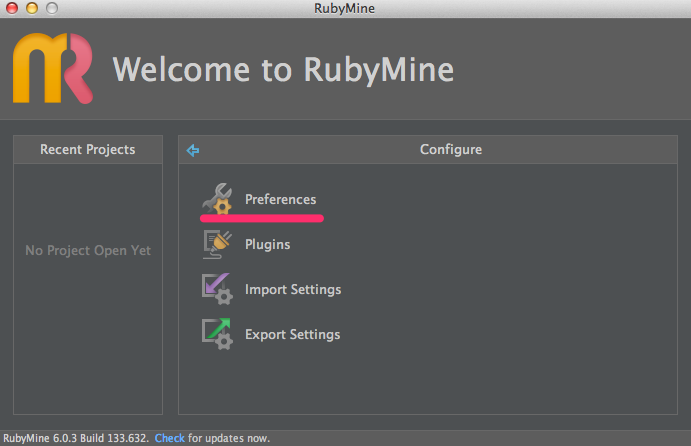 RubyMine
Welcome to RubyMine
Recent Projects
No Project Open Yet
Configure
Preferences
Plugins
Import Settings
Export Settings
RubyMine 6.0.3 Build 133.632. Check for updates now.